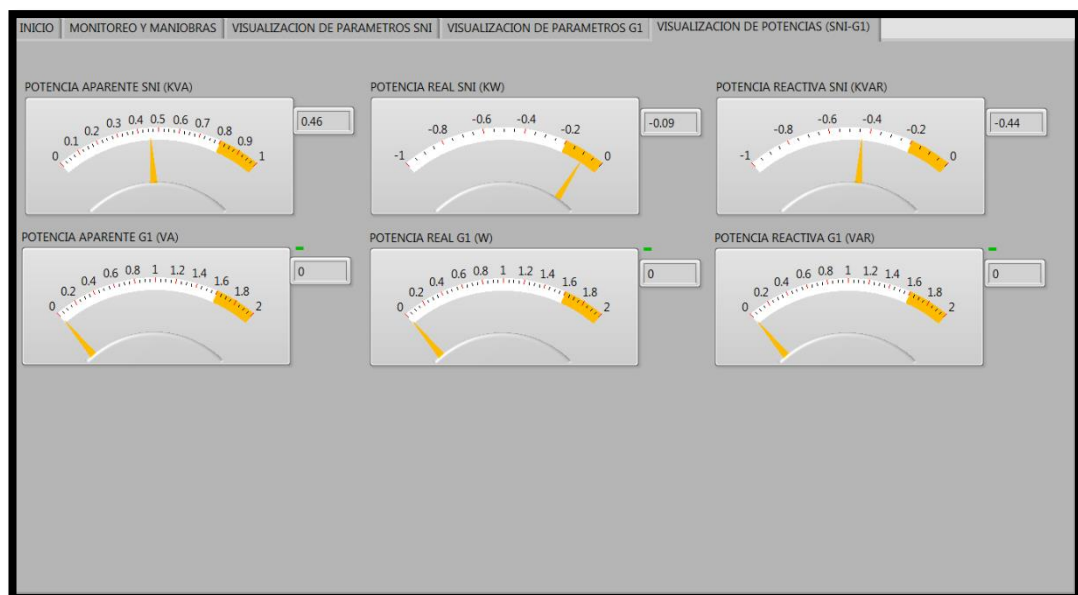 INICIO MONITOREO Y MANIOBRAS VISUALIZACION DE PARAMETROS SNI VISUALIZACION DE PARAMETROS G1 VISUALIZACION DE POTENCIAS (SNI-G1)
POTENCIA APARENTE SNI (KVA)
0 0.1 0.2 0.3 0.4 0.5 0.6 0.7 0.8 0.9 1
0.46
POTENCIA REAL SNI (KW)
-1 -0.8 -0.6 -0.4 -0.2 0
-0.09
POTENCIA REACTIVA SNI (KVAR)
-1 -0.8 -0.6 -0.4 -0.2 0
-0.44
POTENCIA APARENTE G1 (VA)
0 0.2 0.4 0.6 0.8 1 1.2 1.4 1.6 1.8 2
0
POTENCIA REAL G1 (W)
0 0.2 0.4 0.6 0.8 1 1.2 1.4 1.6 1.8 2
0
POTENCIA REACTIVA G1 (VAR)
0 0.2 0.4 0.6 0.8 1 1.2 1.4 1.6 1.8 2
0